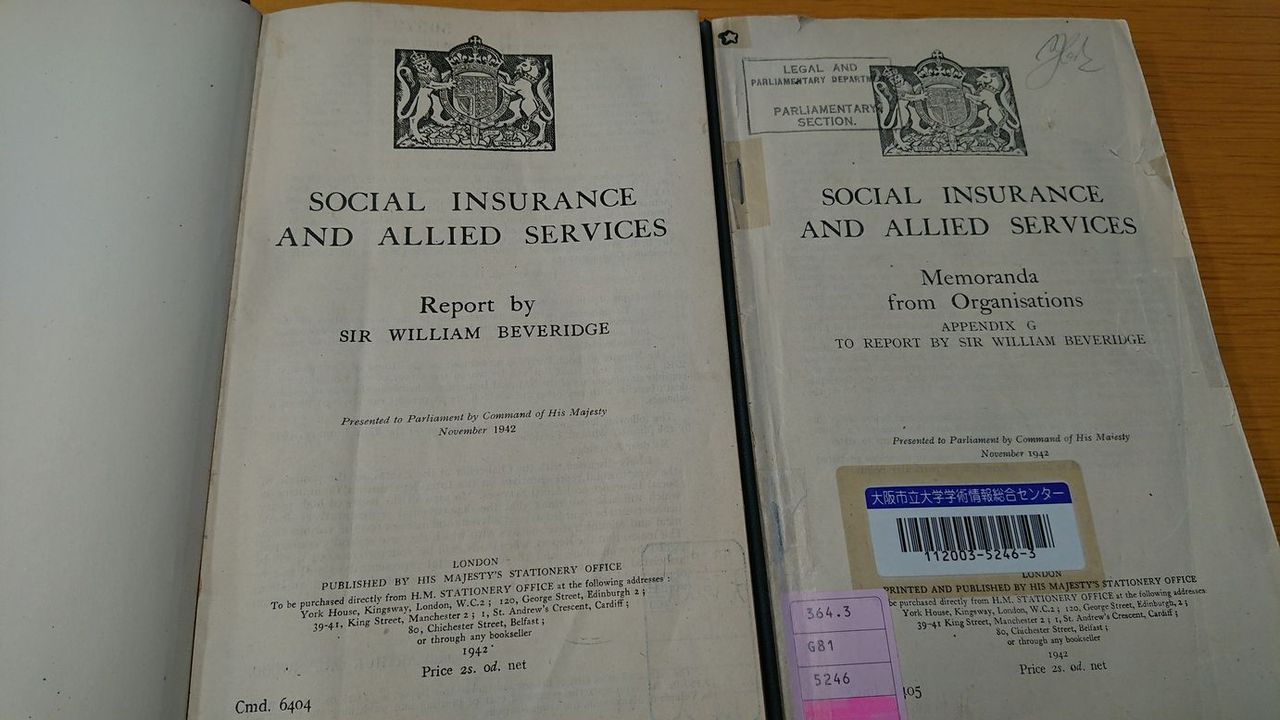 SOCIAL INSURANCE
AND ALLIED SERVICES
Report by
SIR WILLIAM BEVERIDGE
Presented to Parliament by Command of His Majesty
November 1942
LONDON
PUBLISHED BY HIS MAJESTY'S STATIONERY OFFICE
To be purchased directly from H.M. STATIONERY OFFICE at the following addresses :
York House, Kingsway, London, W.C.2 ; 120, George Street, Edinburgh 2 ;
39-41, King Street, Manchester 2 ; 1, St. Andrew's Crescent, Cardiff ;
80, Chichester Street, Belfast ;
or through any bookseller
1942
Price 2s. 0d. net
Cmd. 6404
LEGAL AND
PARLIAMENTARY DEPARTM
PARLIAMENTARY
SECTION.
SOCIAL INSURANCE
AND ALLIED SERVICES
Memoranda
from Organisations
APPENDIX G
TO REPORT BY SIR WILLIAM BEVERIDGE
Presented to Parliament by Command of His Majesty
November 1942
大阪市立大学学術情報総合センター
112003-5246-3
LONDON
PRINTED AND PUBLISHED BY HIS MAJESTY'S STATIONERY OFFICE
be purchased directly from H.M. STATIONERY OFFICE at the following addresses
York House, Kingsway, London, W.C.2 ; 120, George Street, Edinburgh 2 ;
39-41 King Street, Manchester 2 ; 1, St. Andrew's Crescent, Cardiff ;
80, Chichester Street, Belfast ;
or through any bookseller
1942
Price 2s. 0d. net
405
364.3
G81
5246